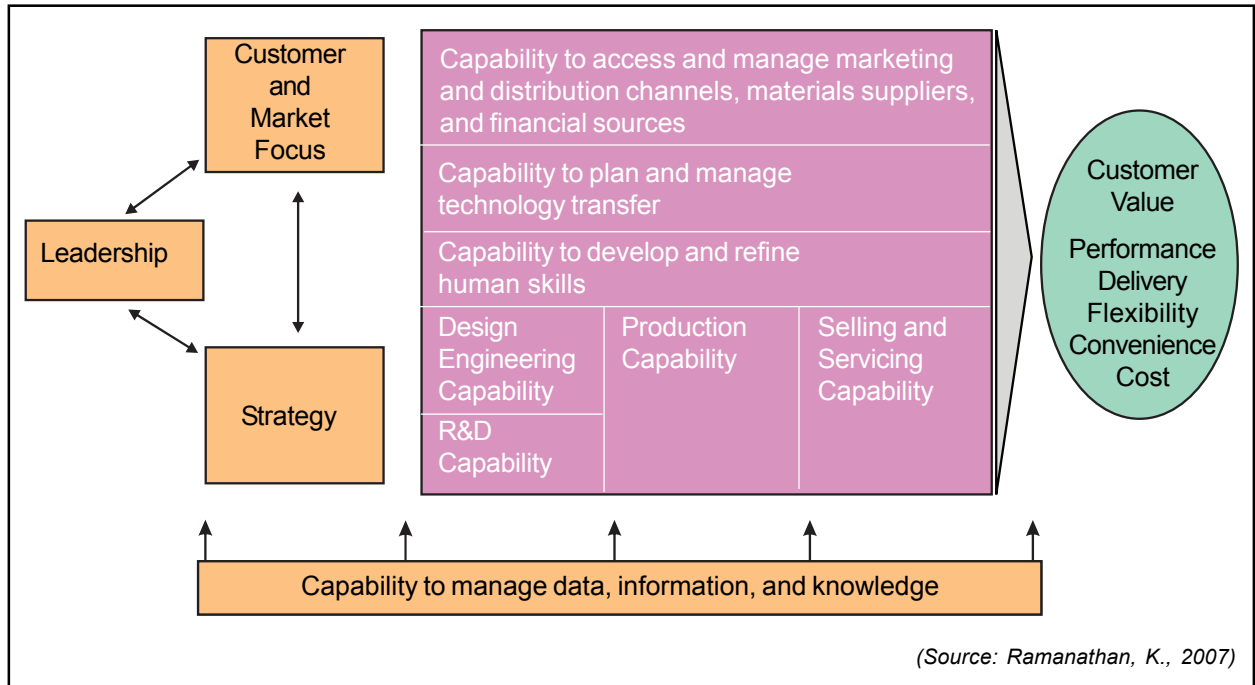 Customer
and
Market
Focus
Leadership
Strategy
Capability to access and manage marketing
and distribution channels, materials suppliers,
and financial sources
Capability to plan and manage
technology transfer
Capability to develop and refine
human skills
Design
Engineering
Capability
R&D
Capability
Production
Capability
Selling and
Servicing
Capability
Customer
Value
Performance
Delivery
Flexibility
Convenience
Cost
Capability to manage data, information, and knowledge
(Source: Ramanathan, K., 2007)